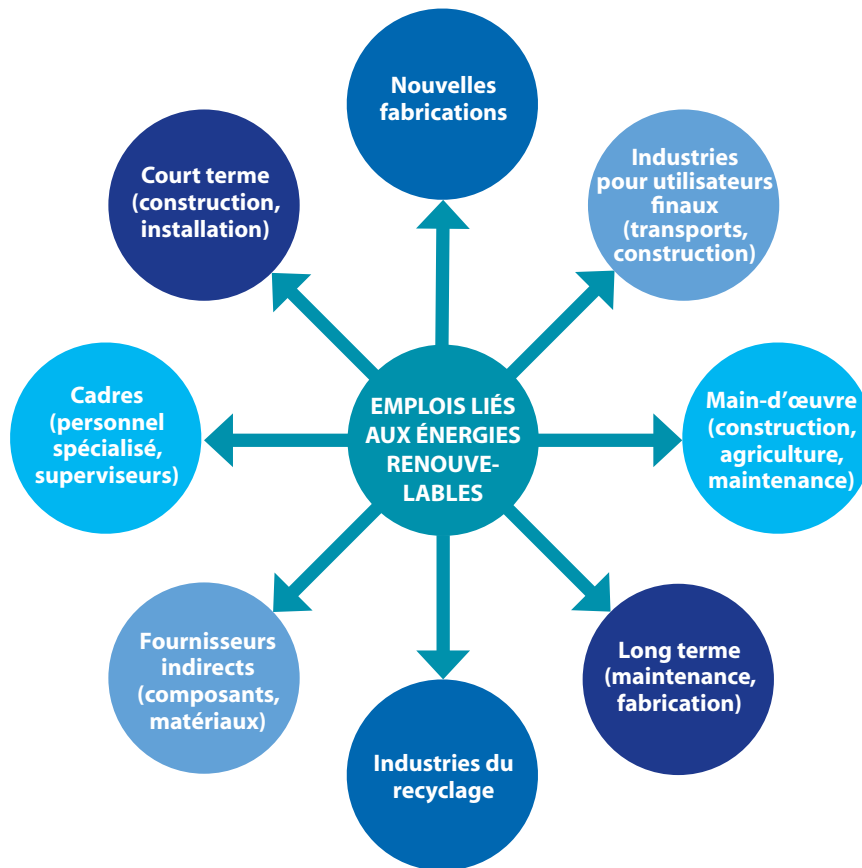 Nouvelles
fabrications
Industries
pour utilisateurs
finaux
(transports,
construction)
Court terme
(construction,
installation)
Cadres
(personnel
spécialisé,
superviseurs)
EMPLOIS LIÉS
AUX ÉNERGIES
RENOUVE-
LABLES
Main-d'œuvre
(construction,
agriculture,
maintenance)
Fournisseurs
indirects
(composants,
matériaux)
Long terme
(maintenance,
fabrication)
Industries du
recyclage